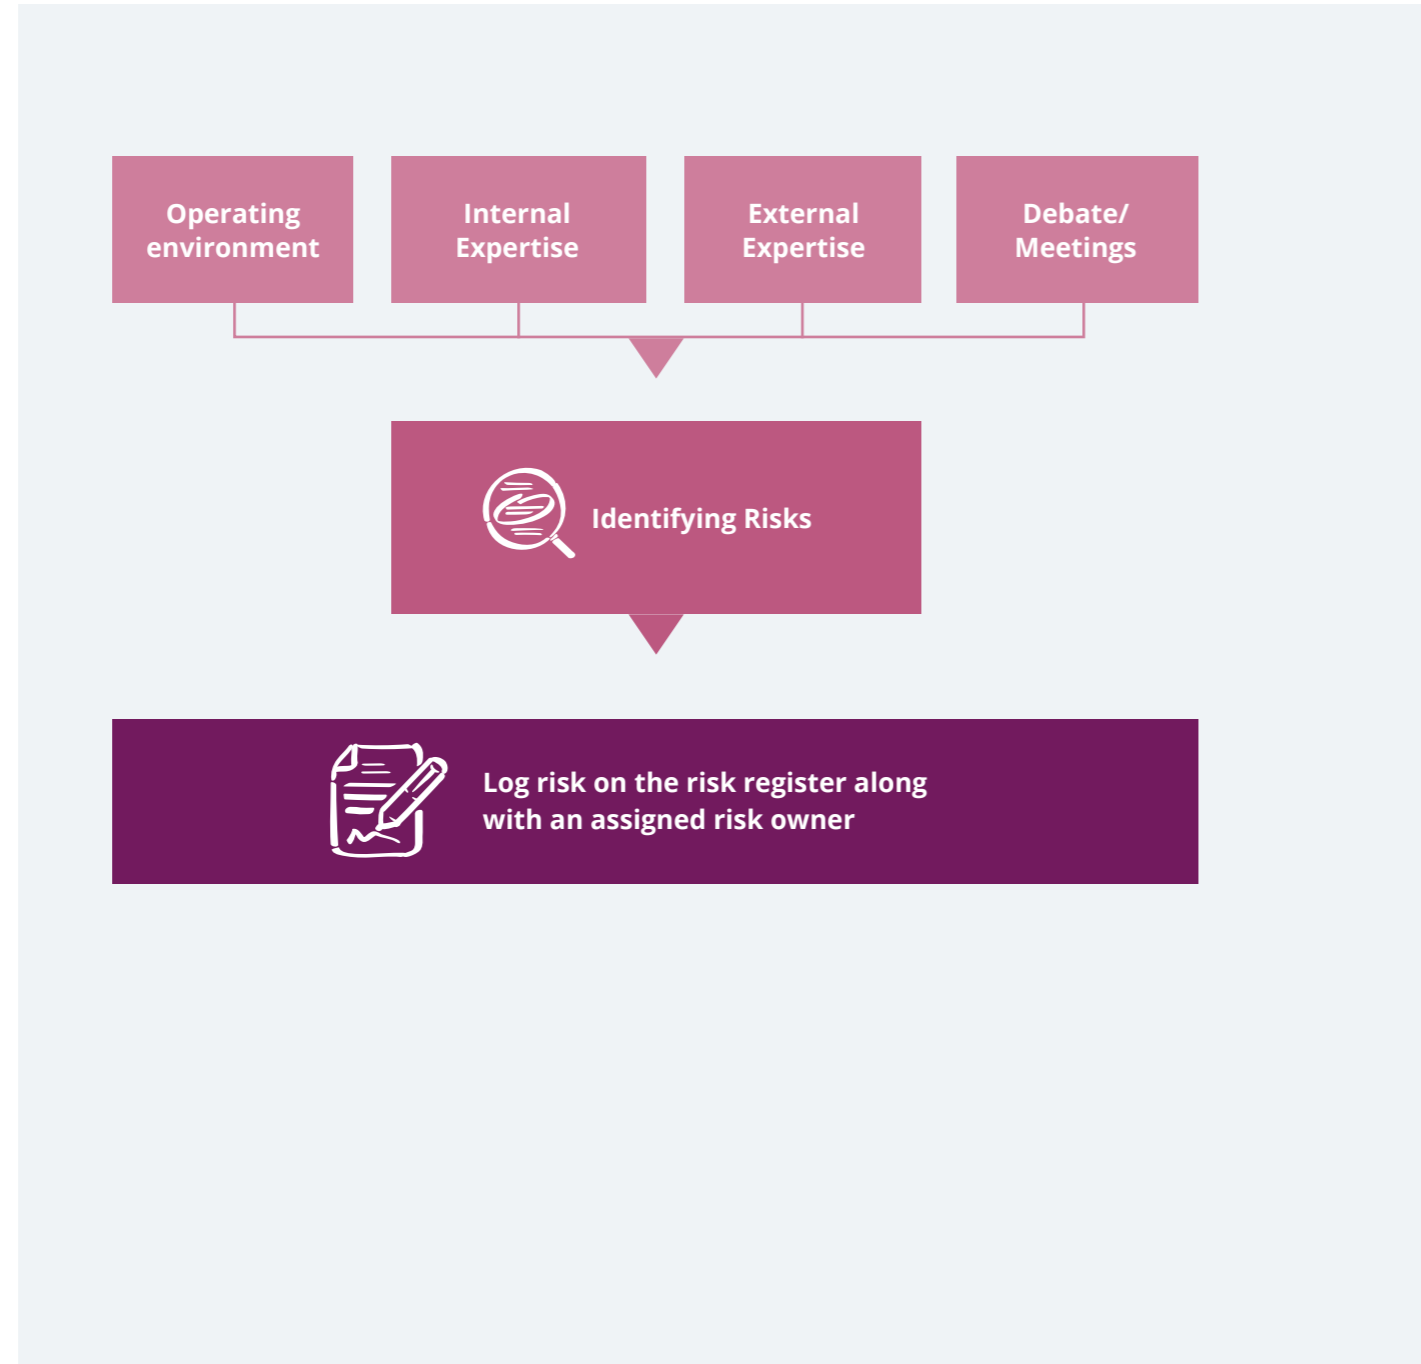 Operating
environment
Internal
Expertise
External
Expertise
Debate/
Meetings
Identifying Risks
Log risk on the risk register along
with an assigned risk owner